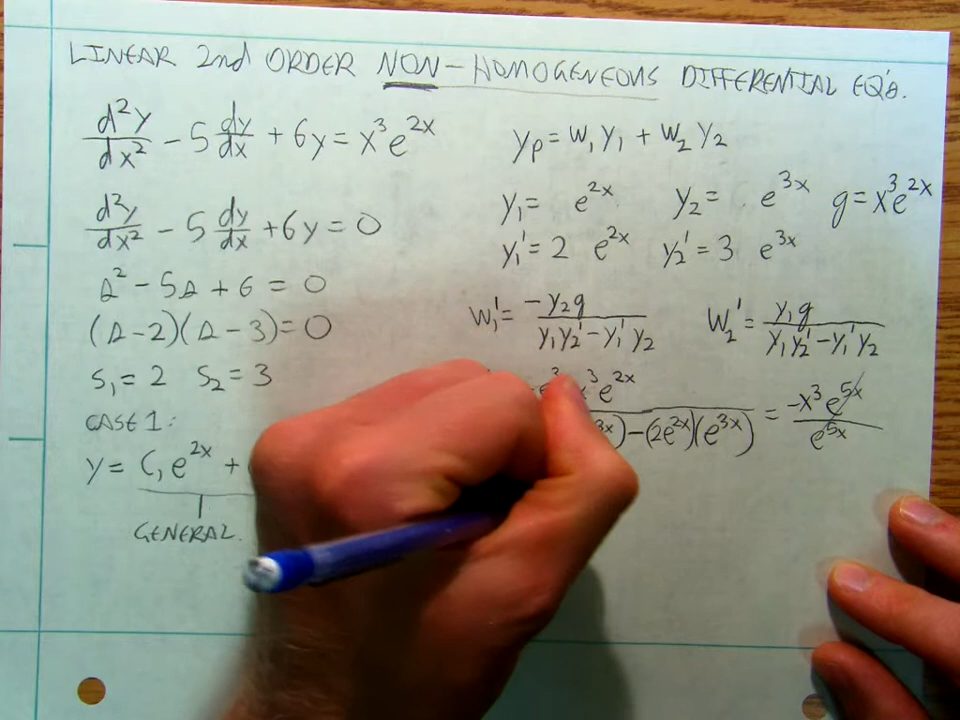 LINEAR 2nd ORDER NON-HOMOGENEOUS DIFFERENTIAL EQ'S.
d²y/dx² - 5 dy/dx + 6y = x³e^2x
d²y/dx² - 5 dy/dx + 6y = 0
s² - 5s + 6 = 0
(s-2)(s-3) = 0
s₁ = 2 s₂ = 3
CASE 1:
y = C₁e^2x +
GENERAL
yp = w₁y₁ + w₂y₂
y₁ = e^2x y₂ = e^3x g = x³e^2x
y₁' = 2 e^2x y₂' = 3 e^3x
w₁' = -y₂g / y₁y₂' - y₁'y₂ w₂' = y₁g / y₁y₂' - y₁'y₂
³e^2x / ) - (2e^2x)(e^3x) = -x³e^5x / e^5x